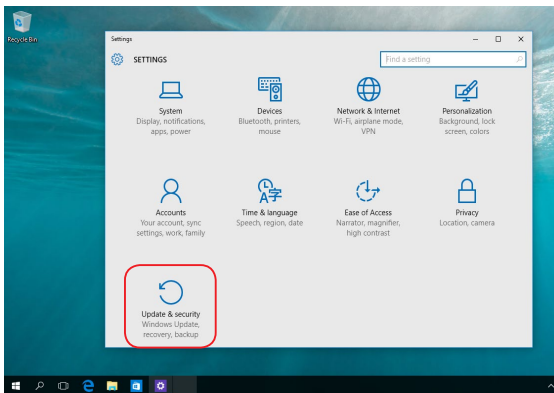 Recycle Bin
Settings
SETTINGS
Find a setting
System
Display, notifications,
apps, power
Devices
Bluetooth, printers,
mouse
Network & Internet
Wi-Fi, airplane mode,
VPN
Personalization
Background, lock
screen, colors
Accounts
Your account, sync
settings, work, family
Time & language
Speech, region, date
Ease of Access
Narrator, magnifier,
high contrast
Privacy
Location, camera
Update & security
Windows Update,
recovery, backup